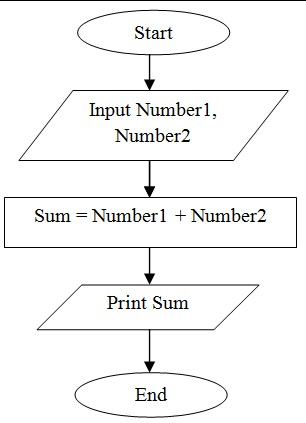 Start
Input Number1,
Number2
Sum = Number1 + Number2
Print Sum
End